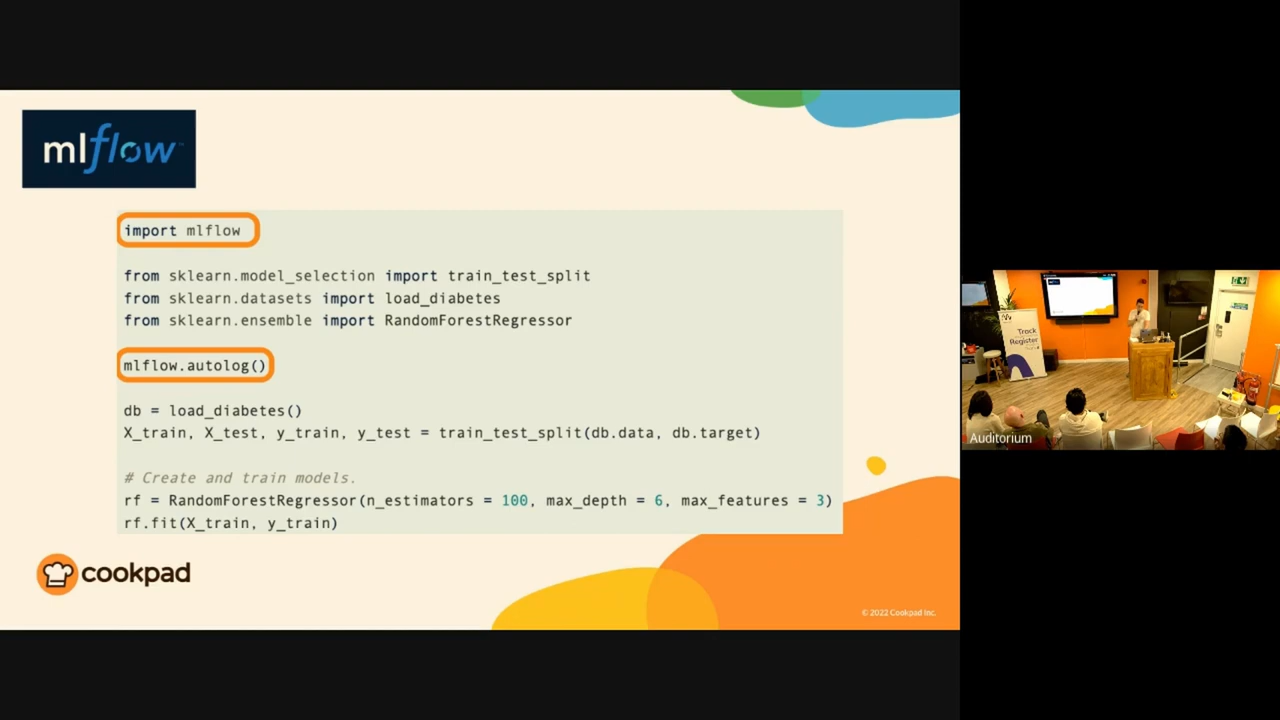 mlflow
import mlflow
from sklearn.model_selection import train_test_split
from sklearn.datasets import load_diabetes
from sklearn.ensemble import RandomForestRegressor
mlflow.autolog()
db = load_diabetes()
X_train, X_test, y_train, y_test = train_test_split(db.data, db.target)
# Create and train models.
rf = RandomForestRegressor(n_estimators = 100, max_depth = 6, max_features = 3)
rf.fit(X_train, y_train)
cookpad
© 2022 Cookpad Inc.
Track
Register
Auditorium